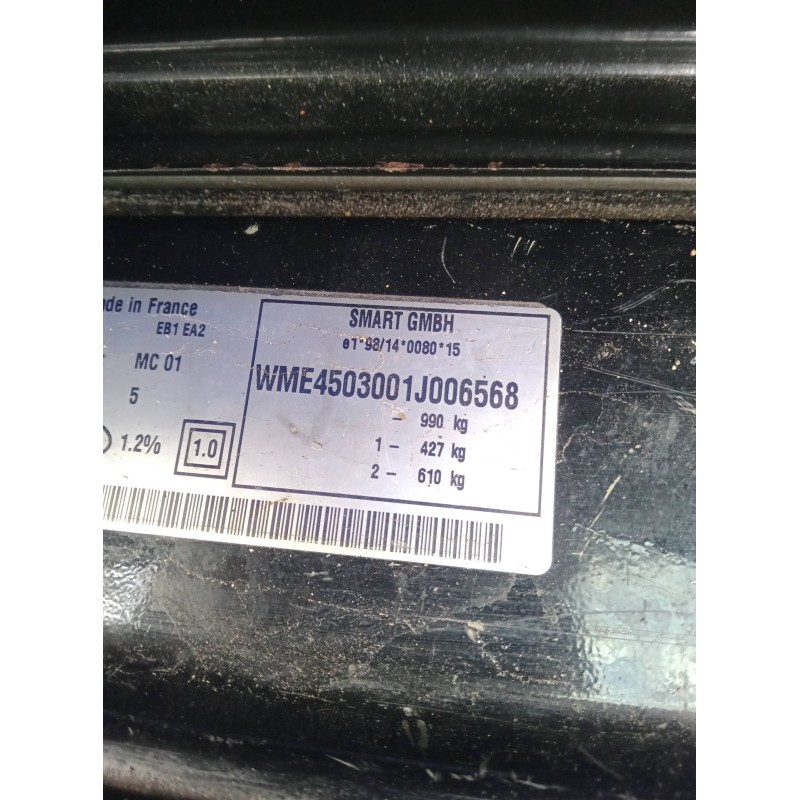 de in France
EB1 EA2
MC 01
5
1.2%
1.0
SMART GMBH
e1*98/14*0080*15
WME4503001J006568
– 990 kg
1 – 427 kg
2 – 610 kg